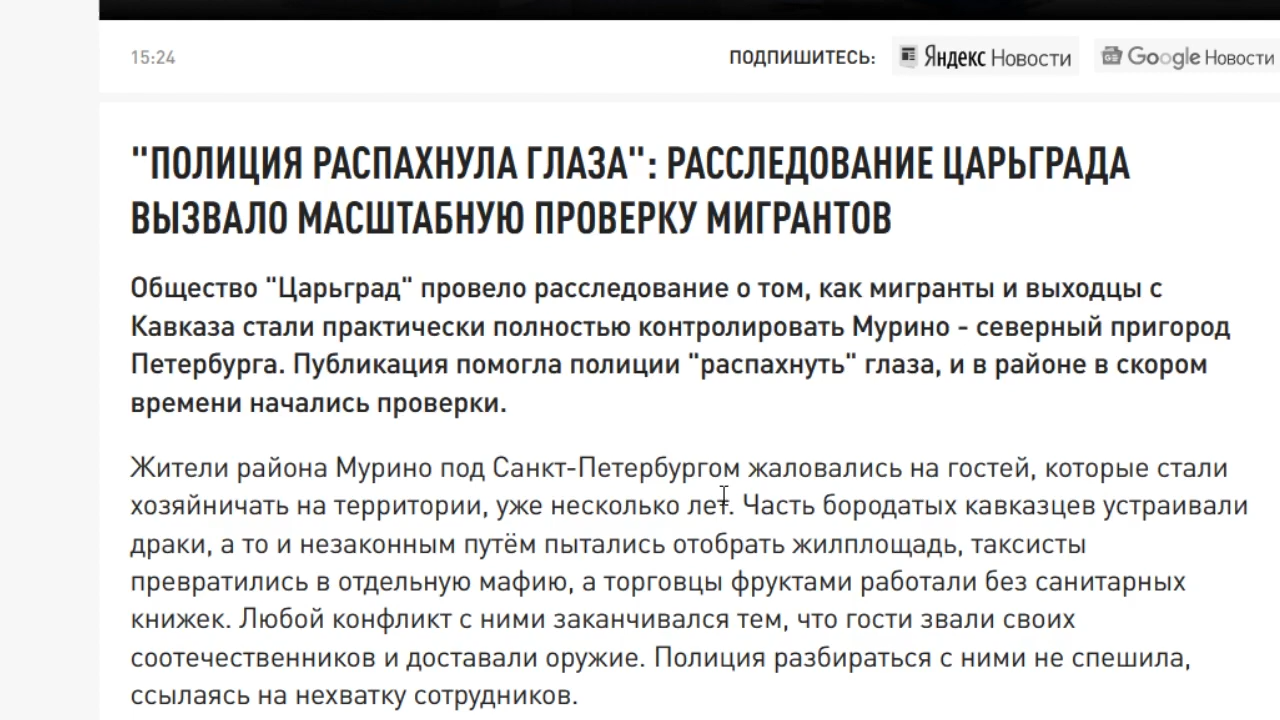 15:24
ПОДПИШИТЕСЬ:
Яндекс Новости
Google Новости
"ПОЛИЦИЯ РАСПАХНУЛА ГЛАЗА": РАССЛЕДОВАНИЕ ЦАРЬГРАДА
ВЫЗВАЛО МАСШТАБНУЮ ПРОВЕРКУ МИГРАНТОВ
Общество "Царьград" провело расследование о том, как мигранты и выходцы с
Кавказа стали практически полностью контролировать Мурино - северный пригород
Петербурга. Публикация помогла полиции "распахнуть" глаза, и в районе в скором
времени начались проверки.
Жители района Мурино под Санкт-Петербургом жаловались на гостей, которые стали
хозяйничать на территории, уже несколько лет. Часть бородатых кавказцев устраивали
драки, а то и незаконным путём пытались отобрать жилплощадь, таксисты
превратились в отдельную мафию, а торговцы фруктами работали без санитарных
книжек. Любой конфликт с ними заканчивался тем, что гости звали своих
соотечественников и доставали оружие. Полиция разбираться с ними не спешила,
ссылаясь на нехватку сотрудников.